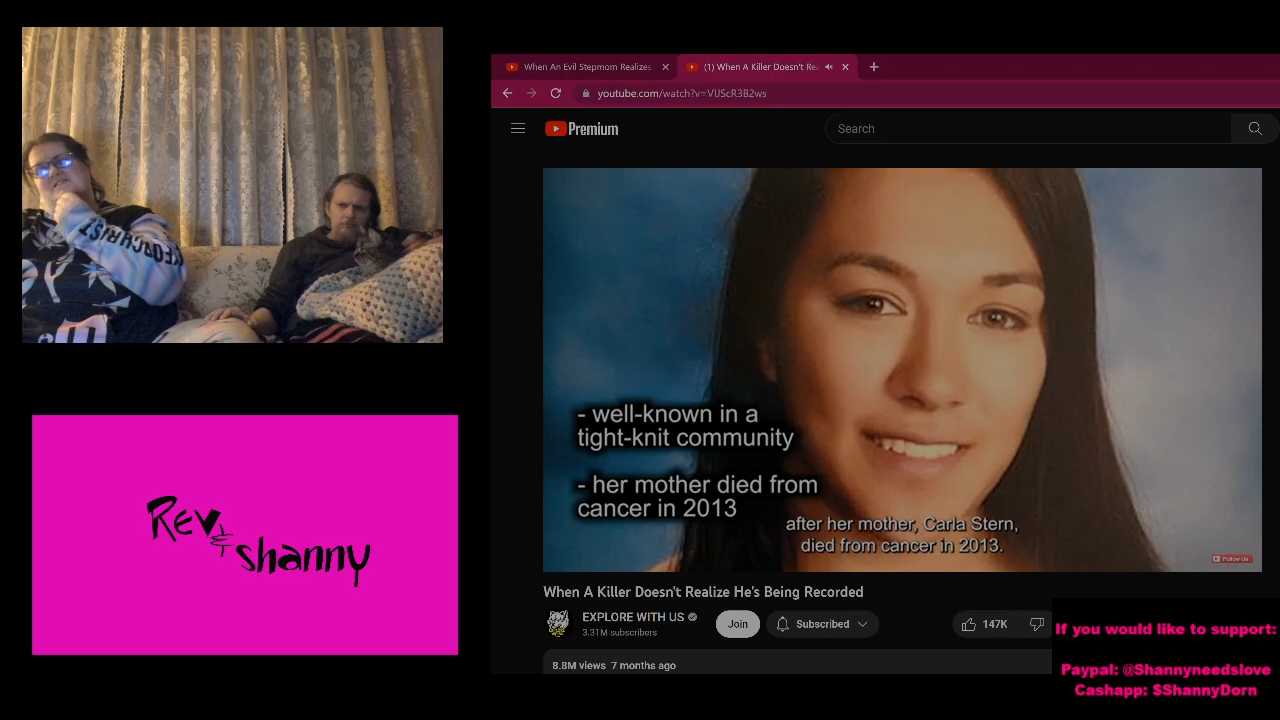 When An Evil Stepmom Realizes
(1) When A Killer Doesn't Re
youtube.com/watch?v=VIJScR3B2ws
Premium
Search
FORCHRIST
- well-known in a
tight-knit community
- her mother died from
cancer in 2013
after her mother, Carla Stern,
died from cancer in 2013.
Follow Us
Rev
&
shanny
When A Killer Doesn't Realize He's Being Recorded
EXPLORE WITH US
3.31M subscribers
Join
Subscribed
147K
8.8M views 7 months ago
If you would like to support:
Paypal: @Shannyneedslove
Cashapp: $ShannyDorn